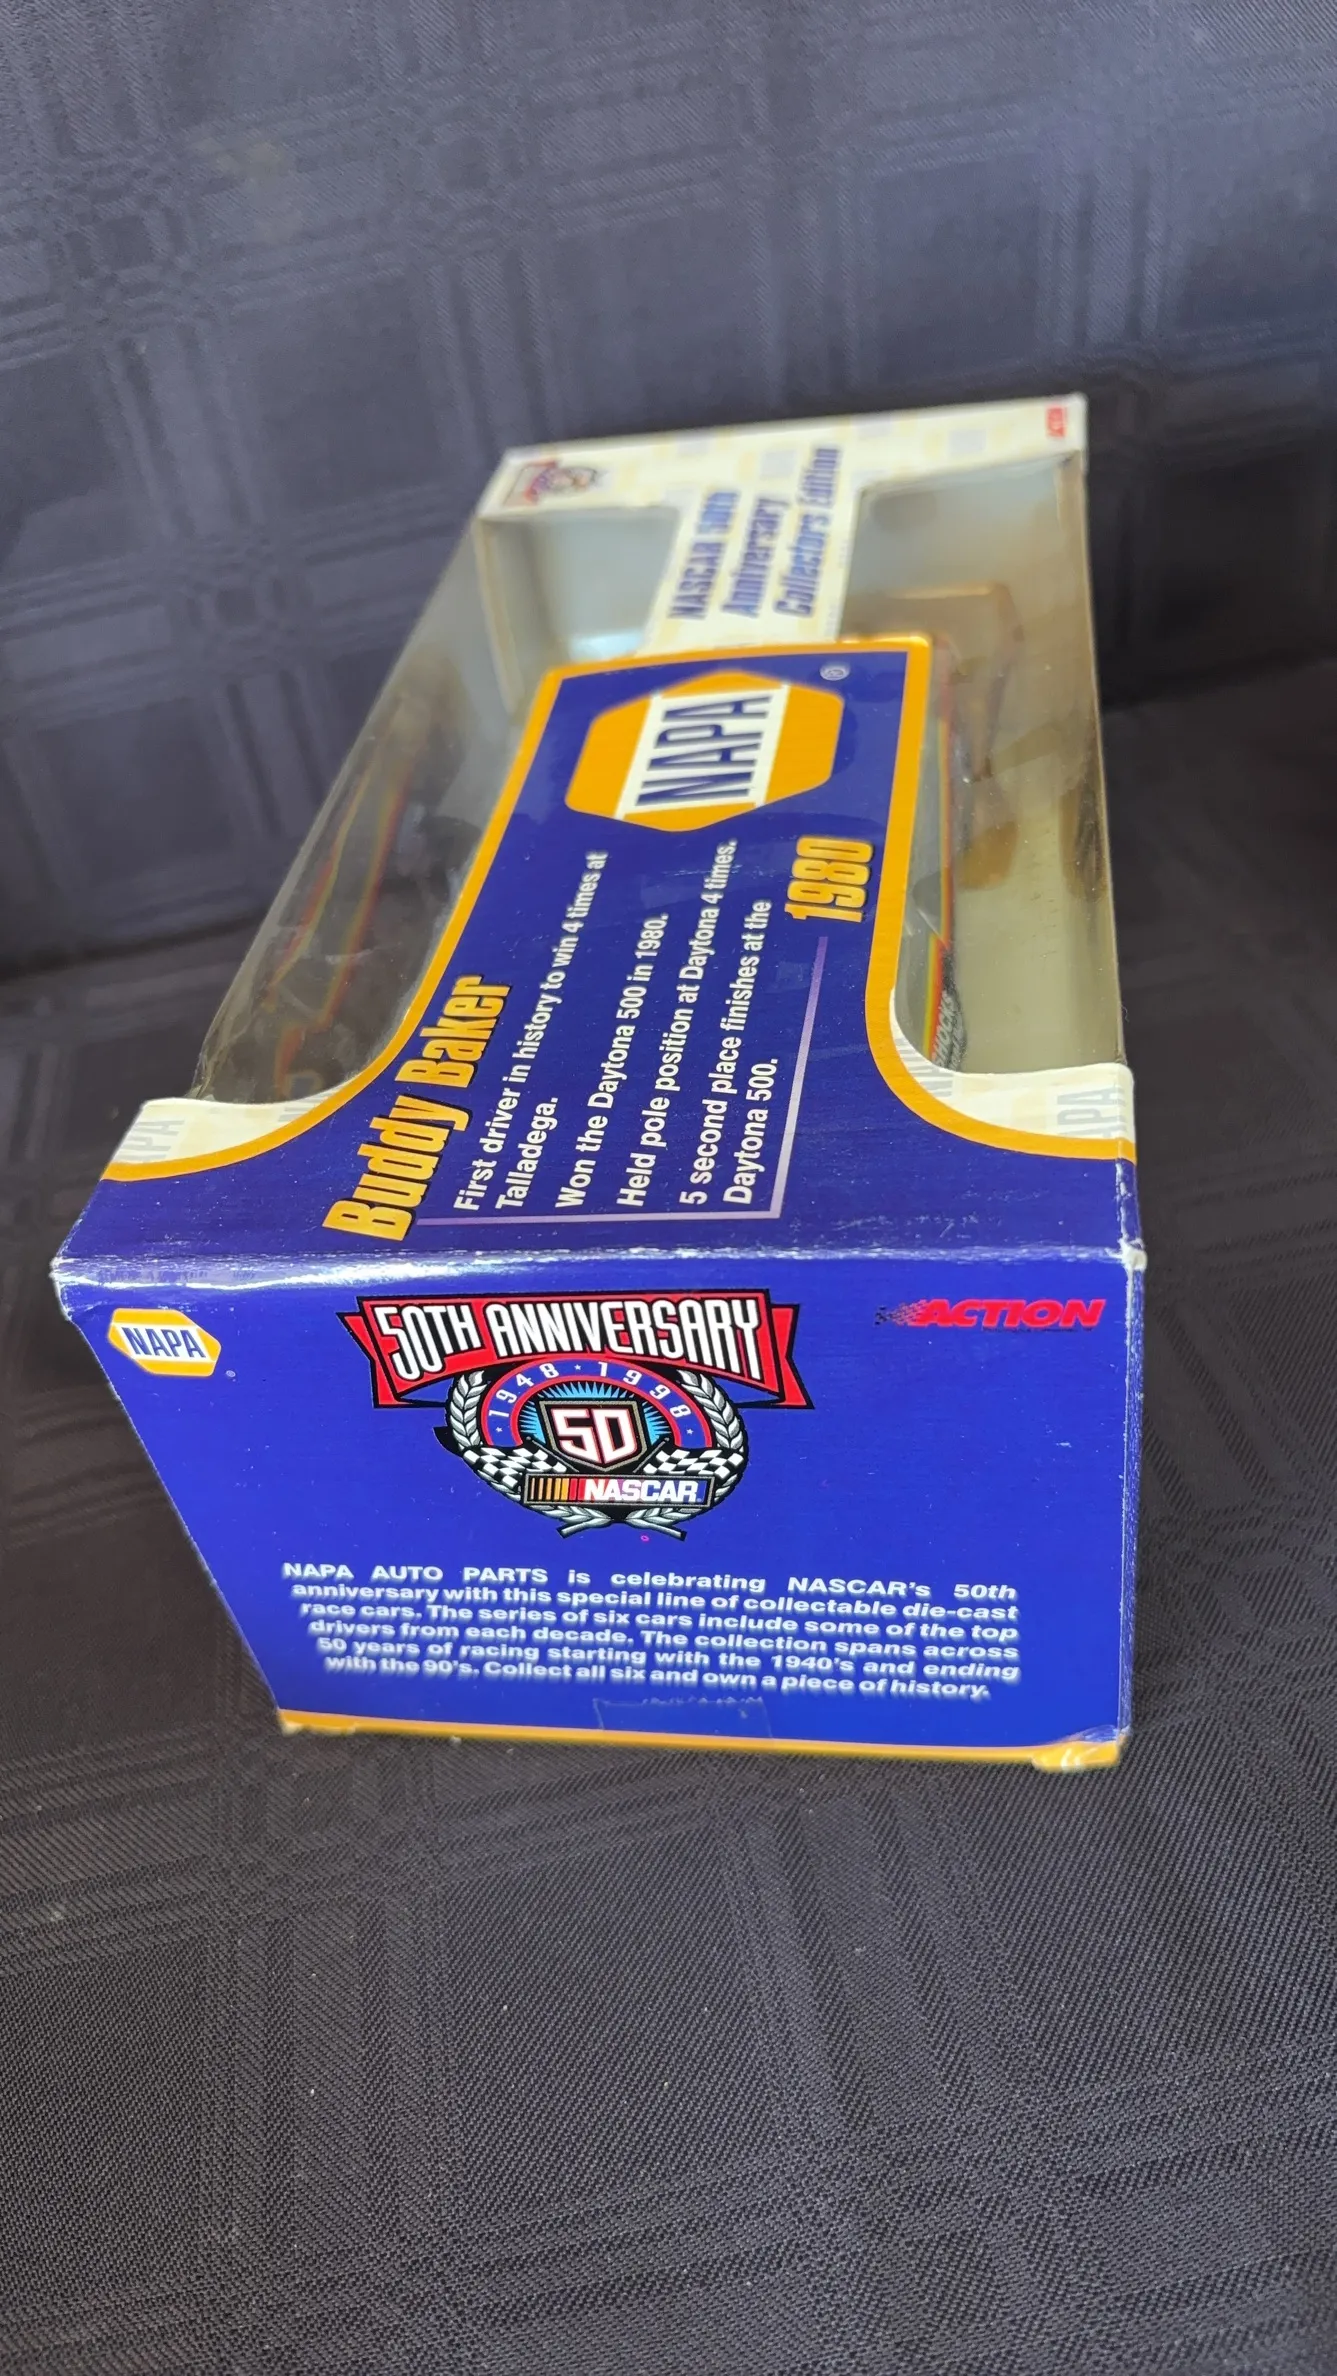 NASCAR 50th
Anniversary
Collectors Edition
NAPA
®
1980
Buddy Baker
First driver in history to win 4 times at
Talladega.
Won the Daytona 500 in 1980.
Held pole position at Daytona 4 times.
5 second place finishes at the
Daytona 500.
NAPA
NAPA
NAPA
50TH ANNIVERSARY
1948 · 1998
50
NASCAR
ACTION
NAPA AUTO PARTS is celebrating NASCAR's 50th
anniversary with this special line of collectable die-cast
race cars. The series of six cars include some of the top
drivers from each decade. The collection spans across
50 years of racing starting with the 1940's and ending
with the 90's. Collect all six and own a piece of history.